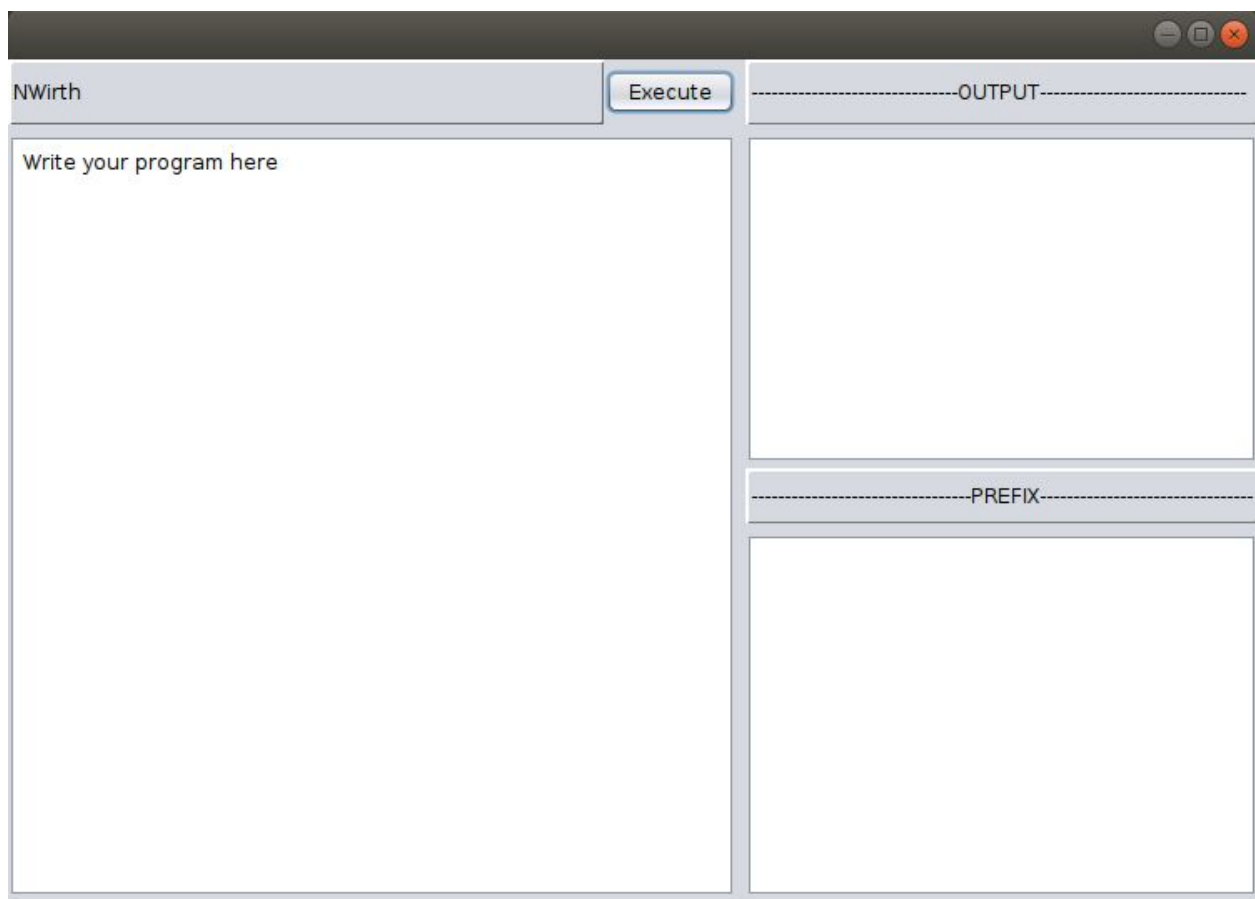 NWirth
Execute
-------------------------------OUTPUT-------------------------------
Write your program here
---------------------------------PREFIX--------------------------------